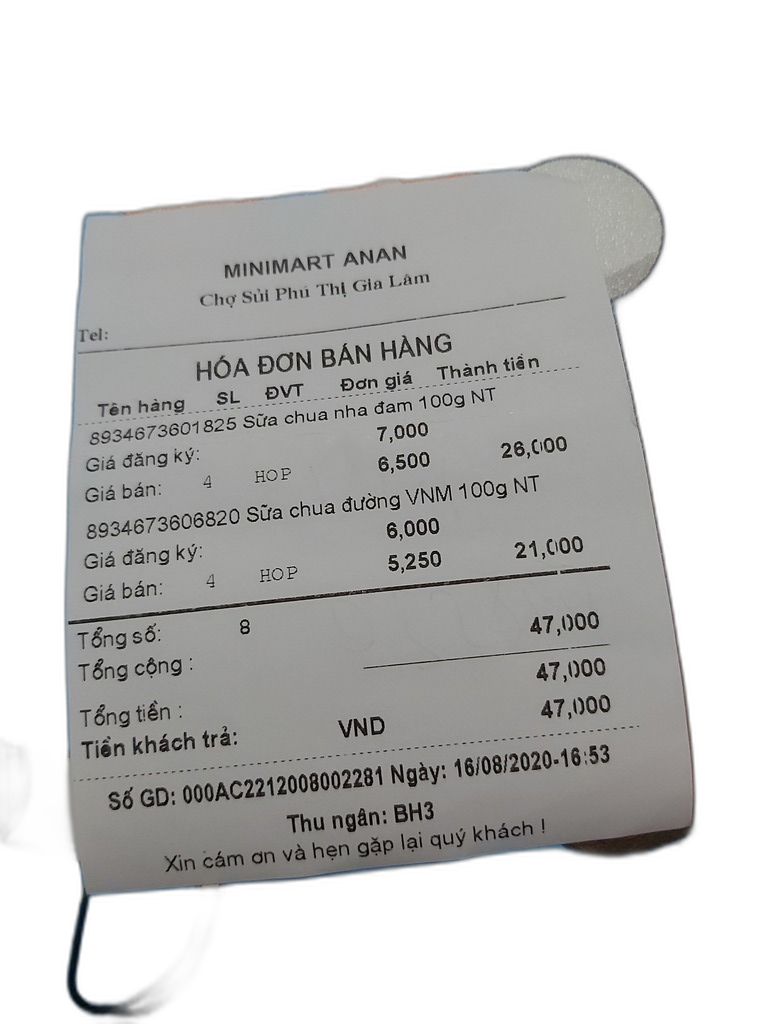 MINIMART ANAN
Chợ Sủi Phú Thị Gia Lâm
Tel:
HÓA ĐƠN BÁN HÀNG
Tên hàng SL ĐVT Đơn giá Thành tiền
8934673601825 Sữa chua nha đam 100g NT
Giá đăng ký: 7,000
Giá bán: 4 HOP 6,500 26,000
8934673606820 Sữa chua đường VNM 100g NT
Giá đăng ký: 6,000
Giá bán: 4 HOP 5,250 21,000
Tổng số: 8 47,000
Tổng cộng :
Tổng tiền : 47,000
Tiền khách trả: VND 47,000
Số GD: 000AC2212008002281 Ngày: 16/08/2020-16:53
Thu ngân: BH3
Xin cám ơn và hẹn gặp lại quý khách !